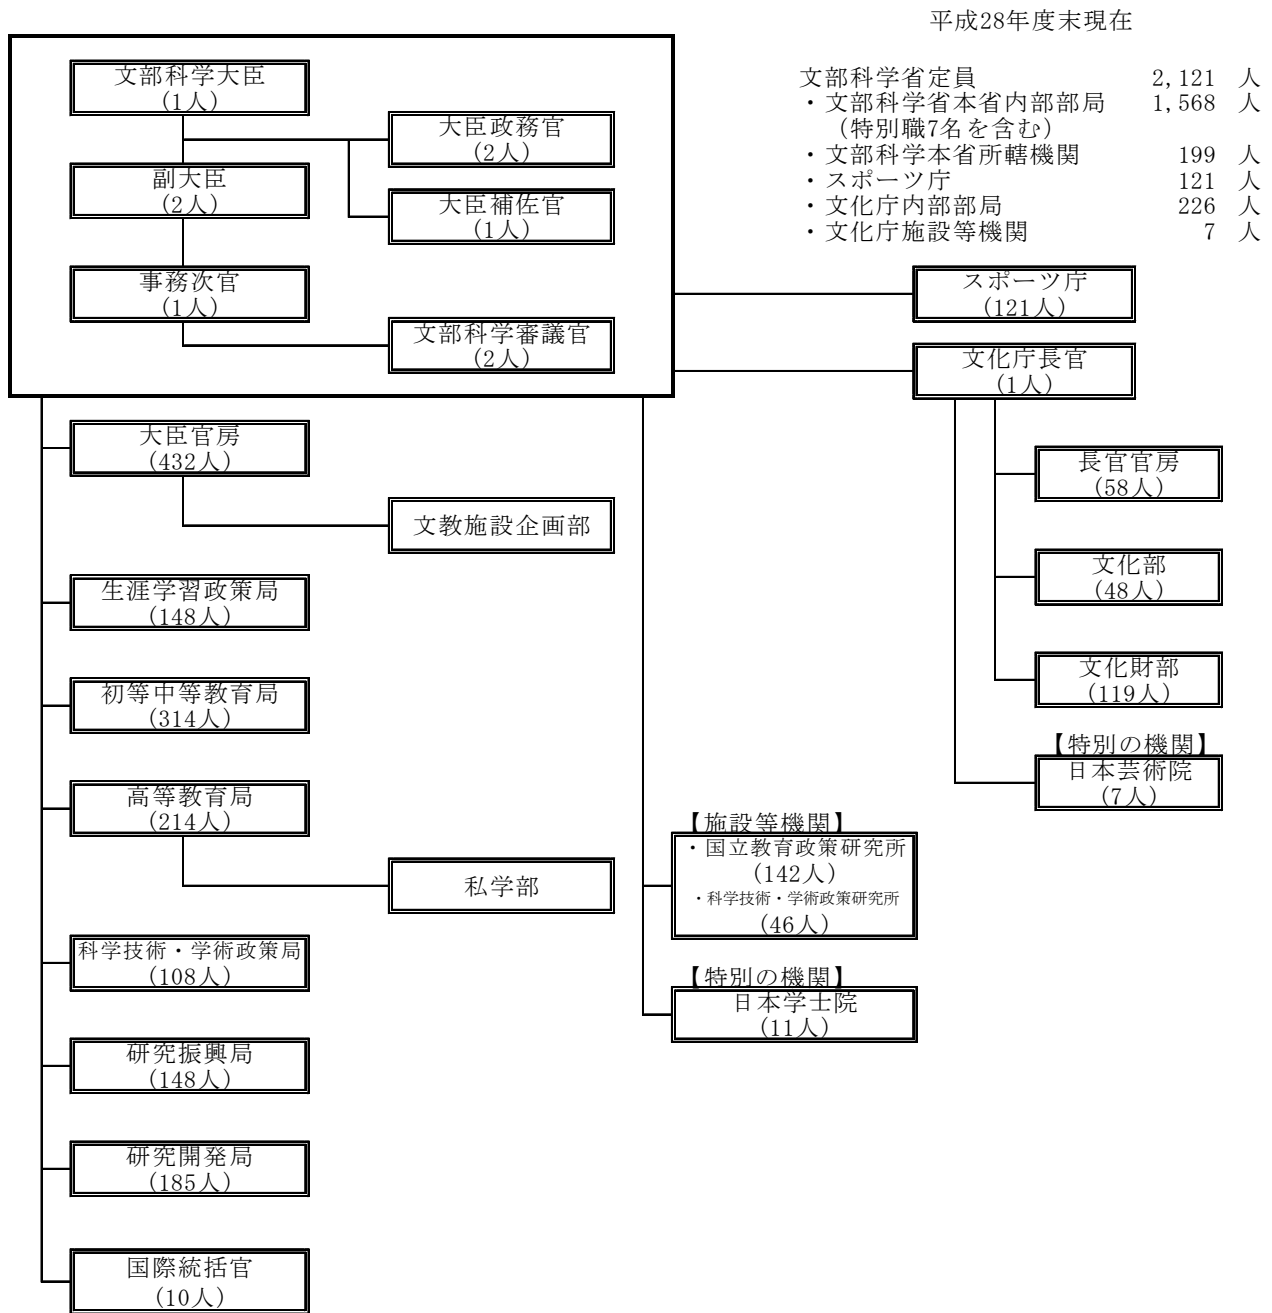 平成28年度末現在
文部科学省定員 2,121 人
・文部科学省本省内部部局 1,568 人
(特別職7名を含む)
・文部科学本省所轄機関 199 人
・スポーツ庁 121 人
・文化庁内部部局 226 人
・文化庁施設等機関 7 人
文部科学大臣
(1人)
大臣政務官
(2人)
副大臣
(2人)
大臣補佐官
(1人)
事務次官
(1人)
文部科学審議官
(2人)
スポーツ庁
(121人)
文化庁長官
(1人)
長官官房
(58人)
文化部
(48人)
文化財部
(119人)
【特別の機関】
日本芸術院
(7人)
大臣官房
(432人)
文教施設企画部
生涯学習政策局
(148人)
初等中等教育局
(314人)
高等教育局
(214人)
私学部
科学技術・学術政策局
(108人)
研究振興局
(148人)
研究開発局
(185人)
国際統括官
(10人)
【施設等機関】
・国立教育政策研究所
(142人)
・科学技術・学術政策研究所
(46人)
【特別の機関】
日本学士院
(11人)